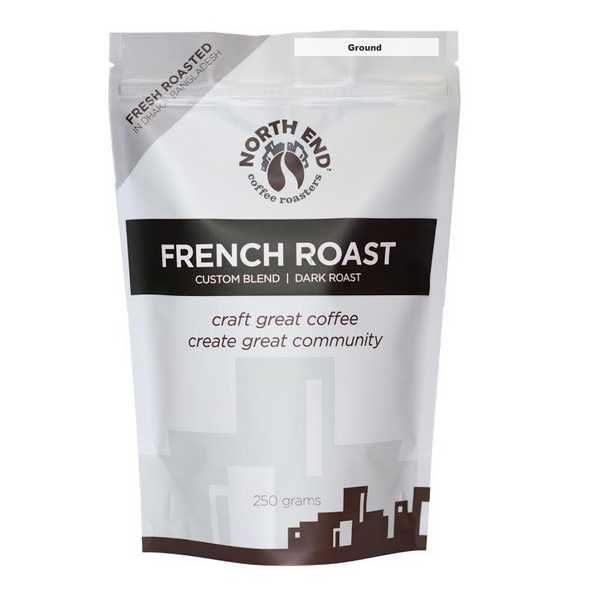 Ground
FRESH ROASTED
IN DHAKA, BANGLADESH
NORTH END
coffee roasters
FRENCH ROAST
CUSTOM BLEND | DARK ROAST
craft great coffee
create great community
250 grams